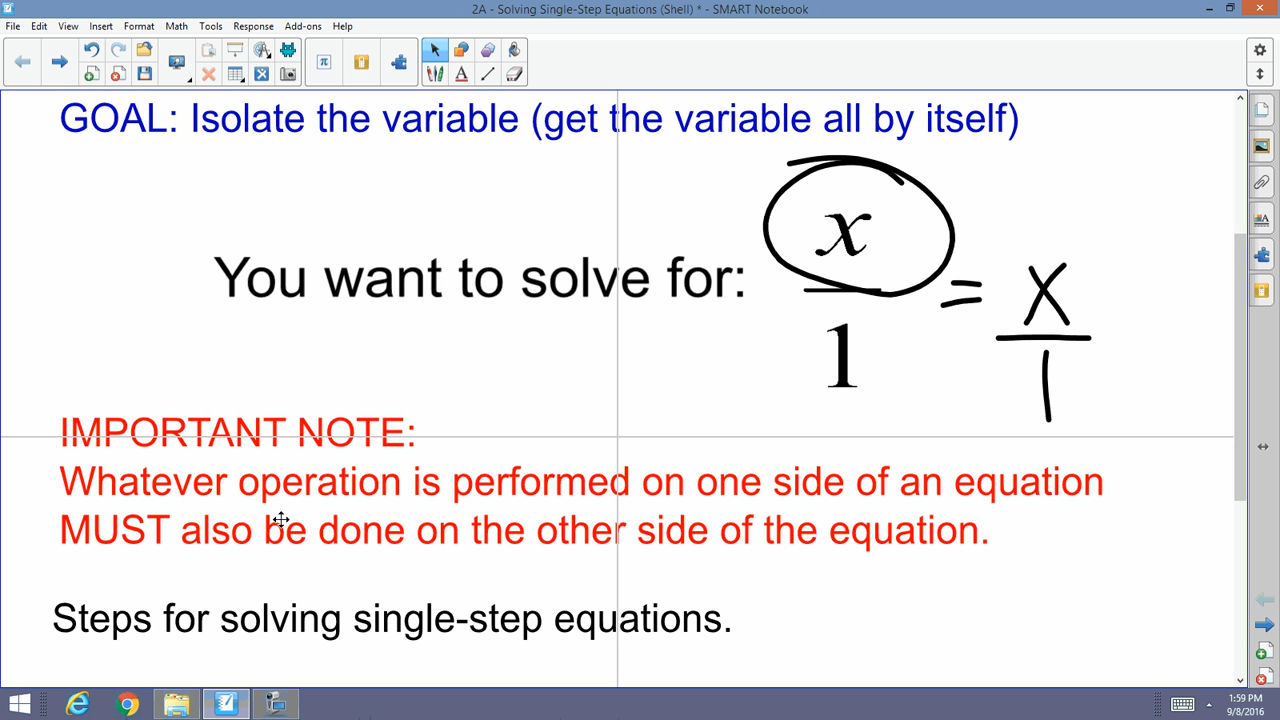 2A - Solving Single-Step Equations (Shell) * - SMART Notebook
File Edit View Insert Format Math Tools Response Add-ons Help
GOAL: Isolate the variable (get the variable all by itself)
You want to solve for: x/1 = x/1
IMPORTANT NOTE:
Whatever operation is performed on one side of an equation
MUST also be done on the other side of the equation.
Steps for solving single-step equations.
1:59 PM
9/8/2016